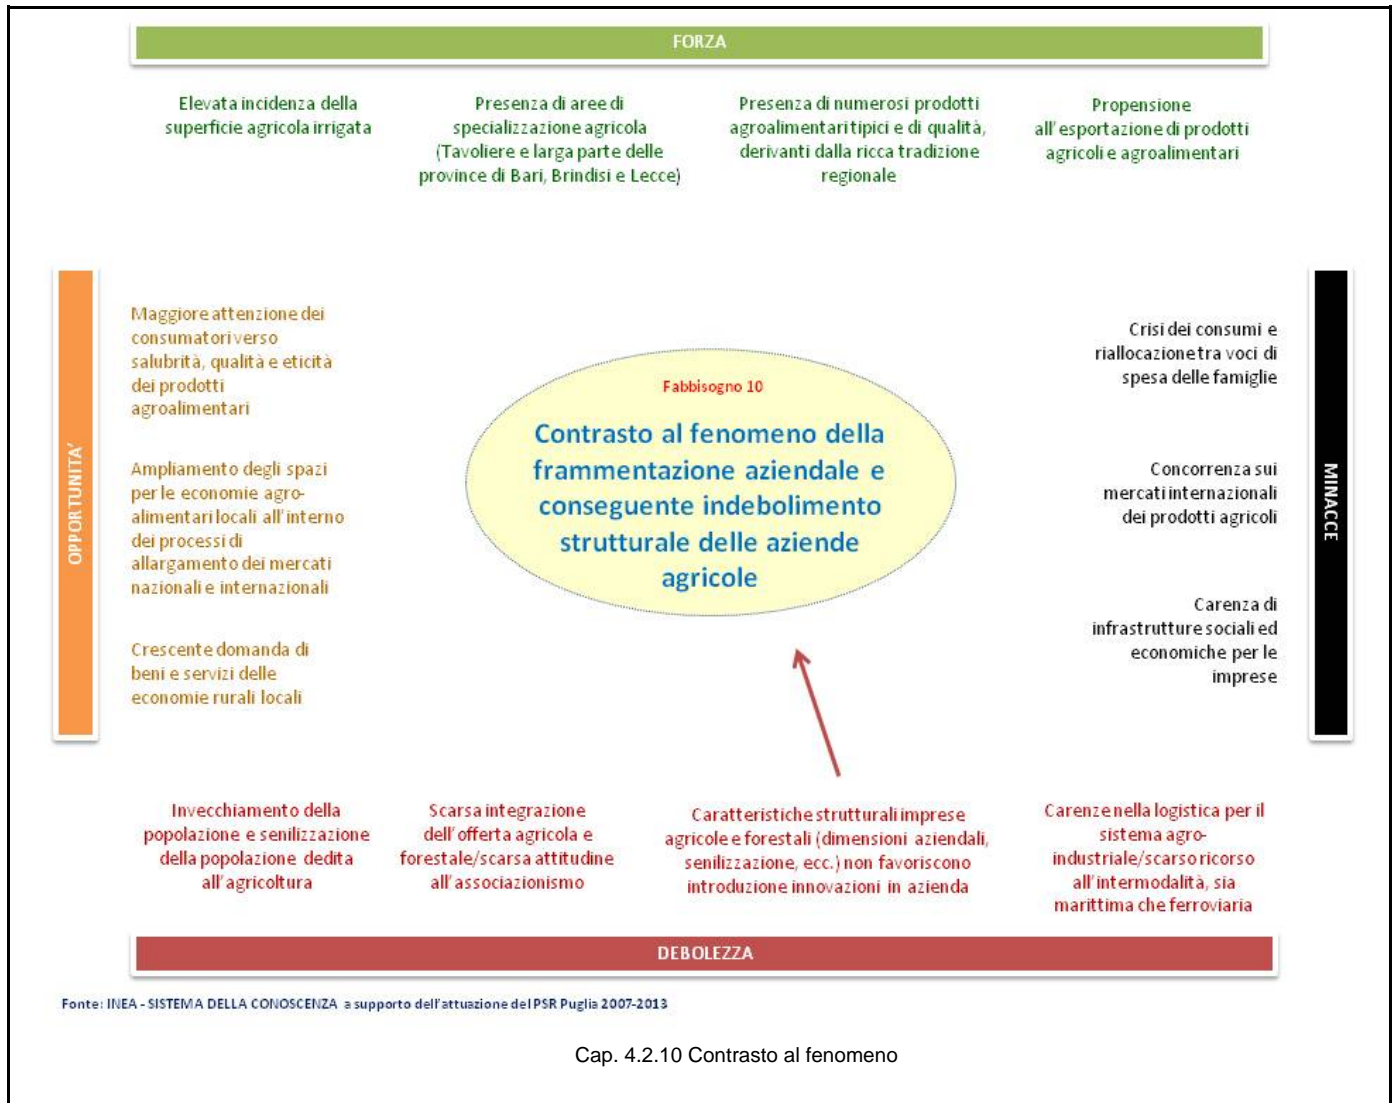 FORZA
Elevata incidenza della
superficie agricola irrigata
Presenza di aree di
specializzazione agricola
(Tavoliere e larga parte delle
province di Bari, Brindisi e Lecce)
Presenza di numerosi prodotti
agroalimentari tipici e di qualità,
derivanti dalla ricca tradizione
regionale
Propensione
all'esportazione di prodotti
agricoli e agroalimentari
OPPORTUNITA'
Maggiore attenzione dei
consumatori verso
salubrità, qualità e eticità
dei prodotti
agroalimentari
Ampliamento degli spazi
per le economie agro-
alimentari locali all'interno
dei processi di
allargamento dei mercati
nazionali e internazionali
Crescente domanda di
beni e servizi delle
economie rurali locali
Fabbisogno 10
Contrasto al fenomeno della
frammentazione aziendale e
conseguente indebolimento
strutturale delle aziende
agricole
Crisi dei consumi e
riallocazione tra voci di
spesa delle famiglie
Concorrenza sui
mercati internazionali
dei prodotti agricoli
Carenza di
infrastrutture sociali ed
economiche per le
imprese
MINACCE
Invecchiamento della
popolazione e senilizzazione
della popolazione dedita
all'agricoltura
Scarsa integrazione
dell'offerta agricola e
forestale/scarsa attitudine
all'associazionismo
Caratteristiche strutturali imprese
agricole e forestali (dimensioni aziendali,
senilizzazione, ecc.) non favoriscono
introduzione innovazioni in azienda
Carenze nella logistica per il
sistema agro-
industriale/scarso ricorso
all'intermodalità, sia
marittima che ferroviaria
DEBOLEZZA
Fonte: INEA - SISTEMA DELLA CONOSCENZA a supporto dell'attuazione del PSR Puglia 2007-2013
Cap. 4.2.10 Contrasto al fenomeno